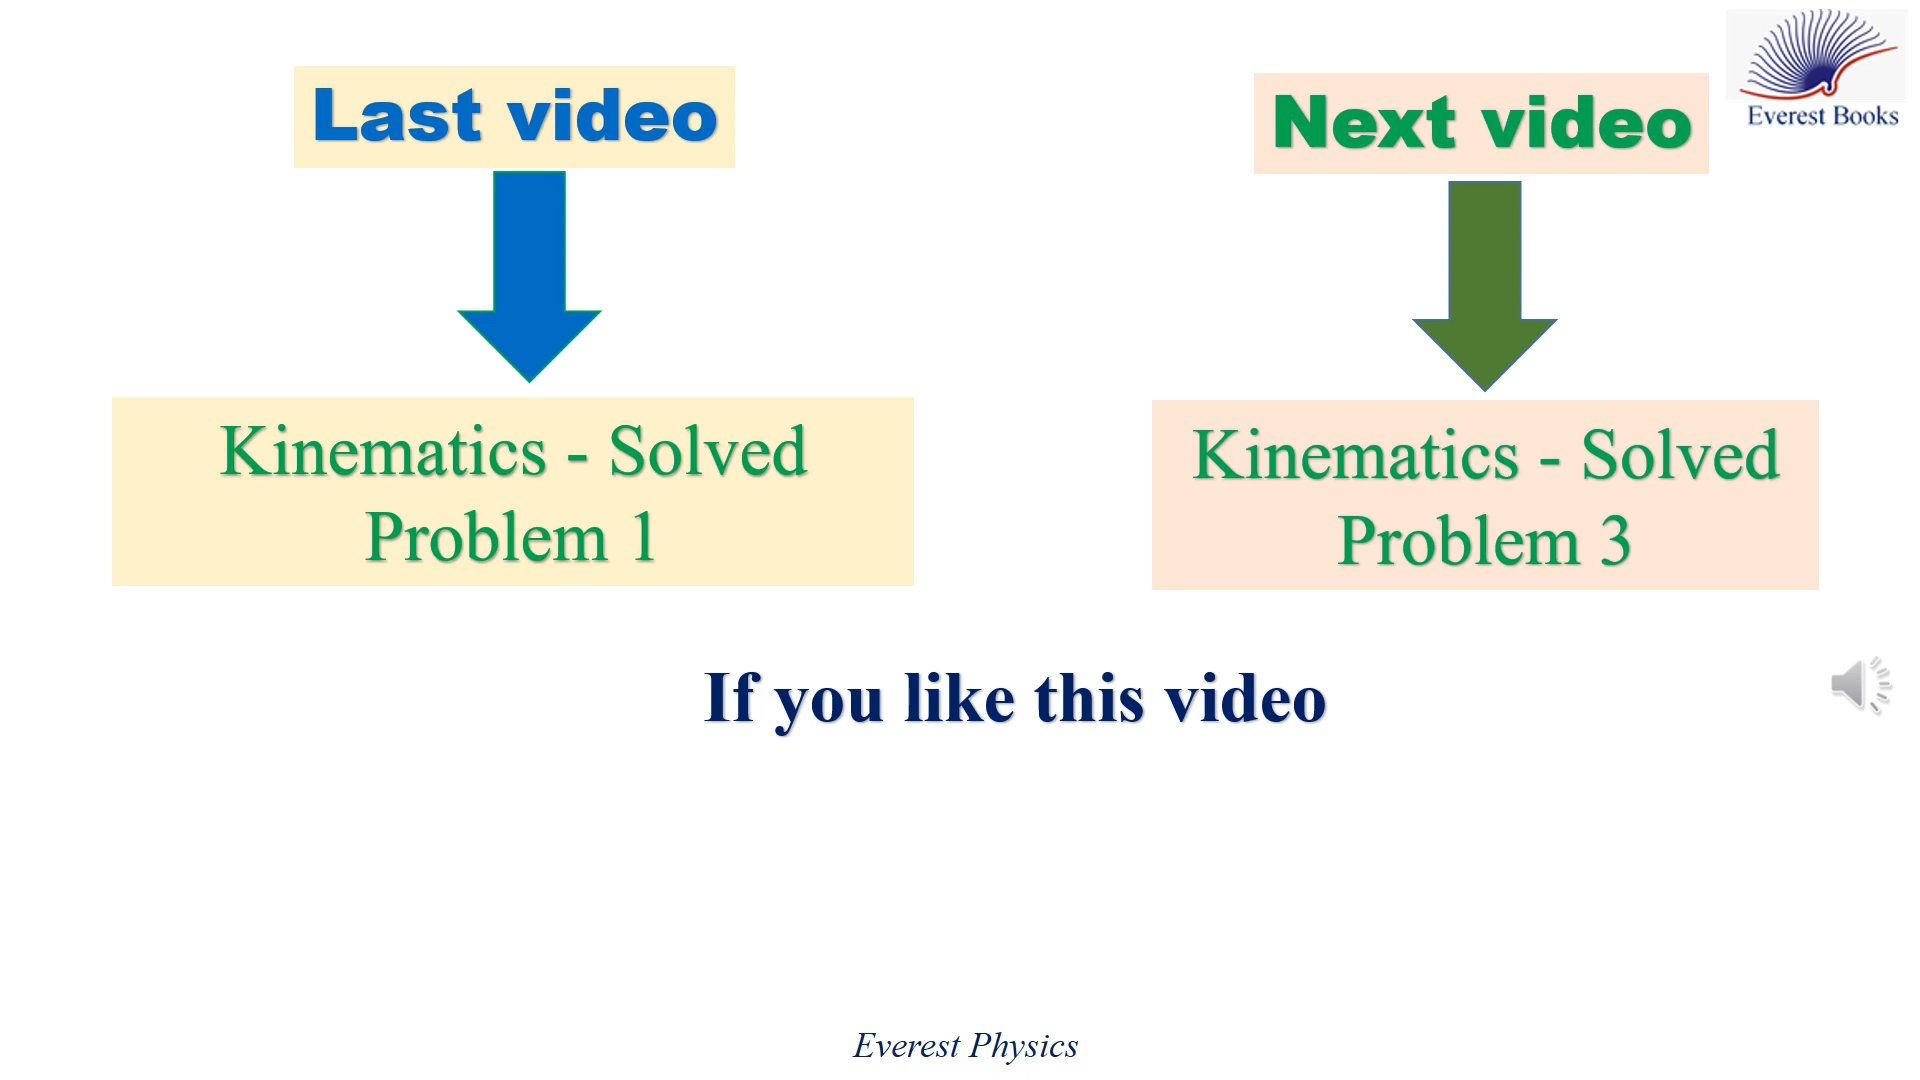 Last video
Next video
Everest Books
Kinematics - Solved
Problem 1
Kinematics - Solved
Problem 3
If you like this video
Everest Physics